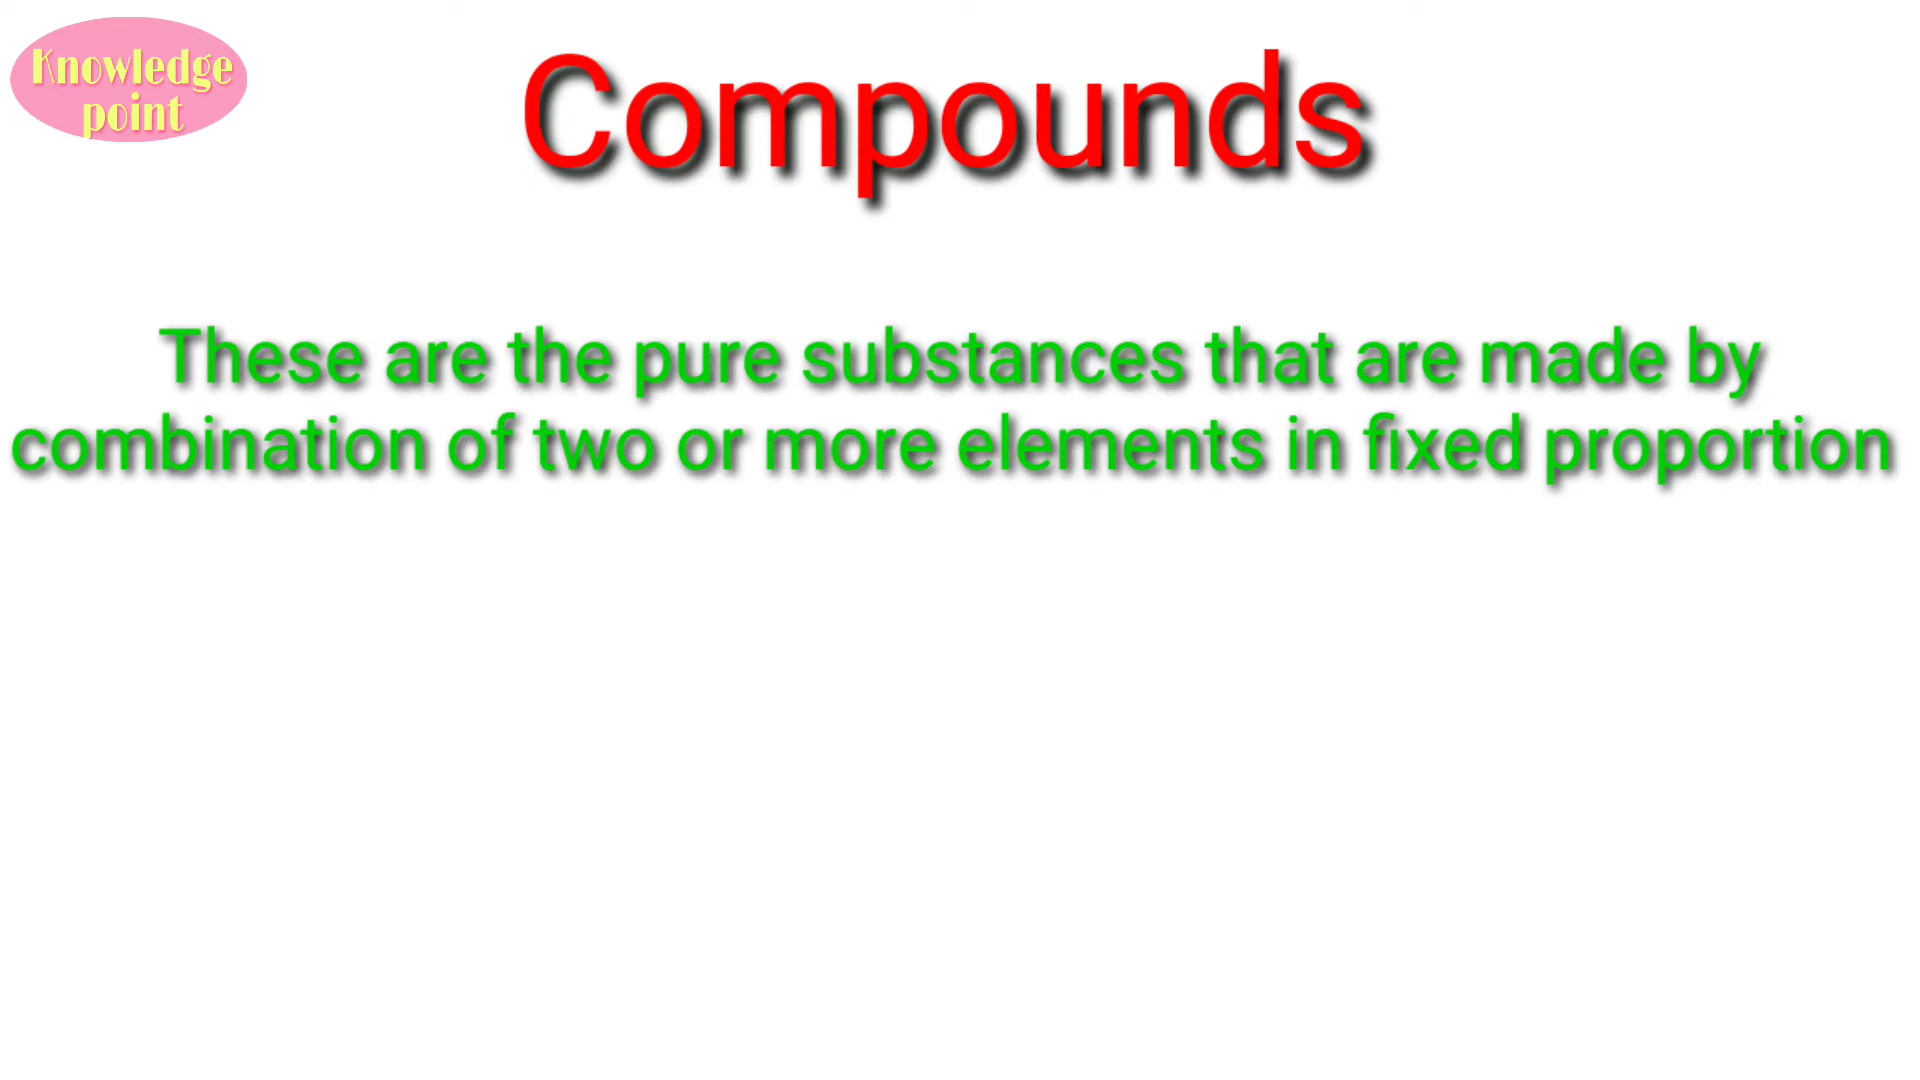 Knowledge
point
Compounds
These are the pure substances that are made by
combination of two or more elements in fixed proportion